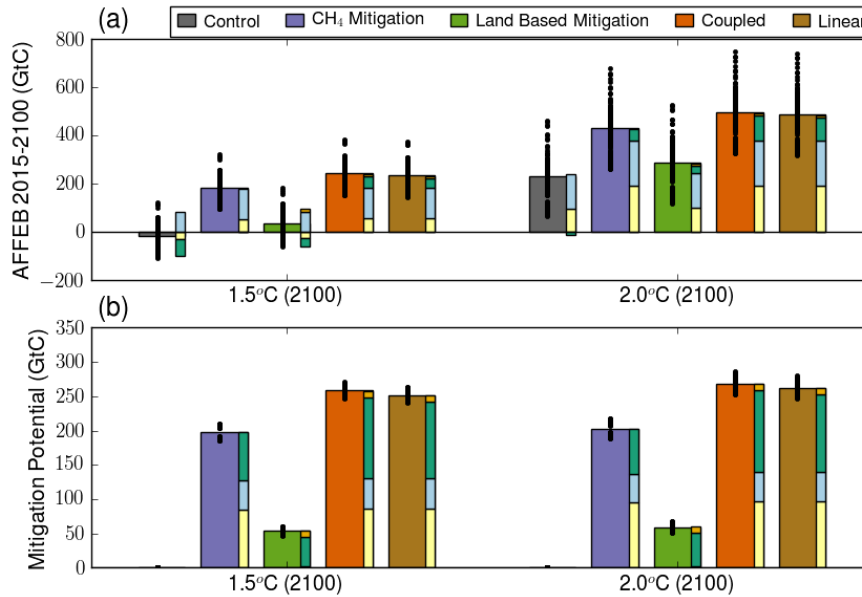 (a)
Control
CH₄ Mitigation
Land Based Mitigation
Coupled
Linear
AFFEB 2015-2100 (GtC)
800
600
400
200
0
−200
1.5°C (2100)
2.0°C (2100)
(b)
Mitigation Potential (GtC)
350
300
250
200
150
100
50
0
1.5°C (2100)
2.0°C (2100)